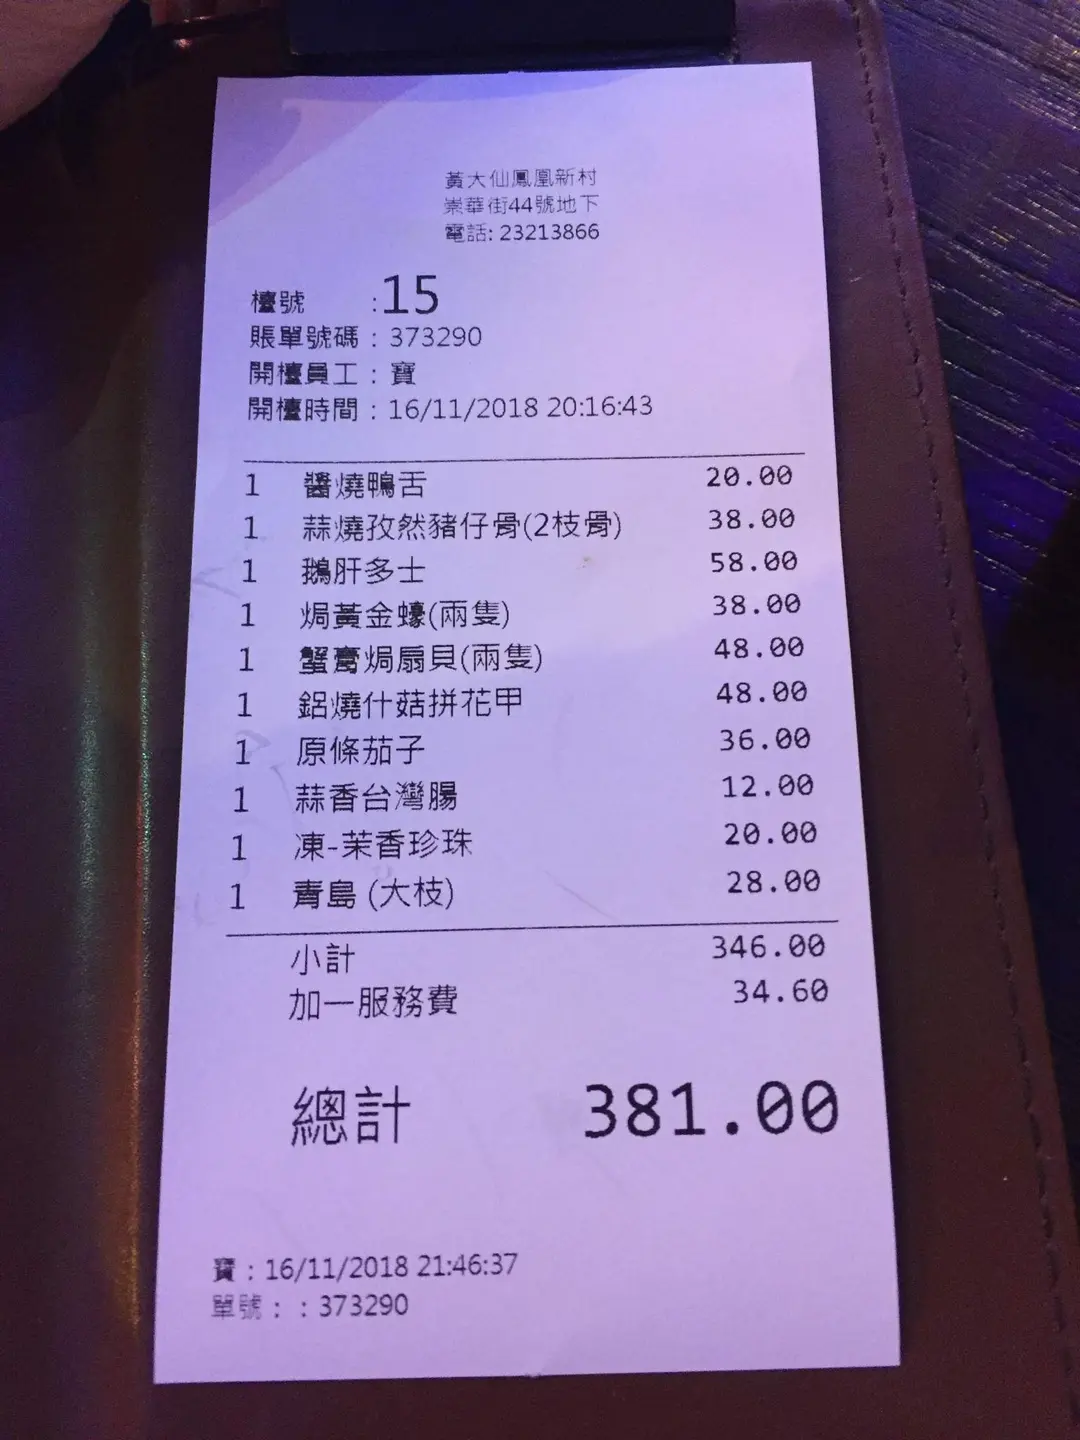 黃大仙鳳凰新村
崇華街44號地下
電話: 23213866
檯號 :15
賬單號碼 : 373290
開檯員工 : 寶
開檯時間 : 16/11/2018 20:16:43
1 醬燒鴨舌 20.00
1 蒜燒孜然豬仔骨(2枝骨) 38.00
1 鵝肝多士 58.00
1 焗黃金蠔(兩隻) 38.00
1 蟹膏焗扇貝(兩隻) 48.00
1 鋁燒什菇拼花甲 48.00
1 原條茄子 36.00
1 蒜香台灣腸 12.00
1 凍-茉香珍珠 20.00
1 青島 (大枝) 28.00
小計 346.00
加一服務費 34.60
總計 381.00
寶 : 16/11/2018 21:46:37
單號 : : 373290